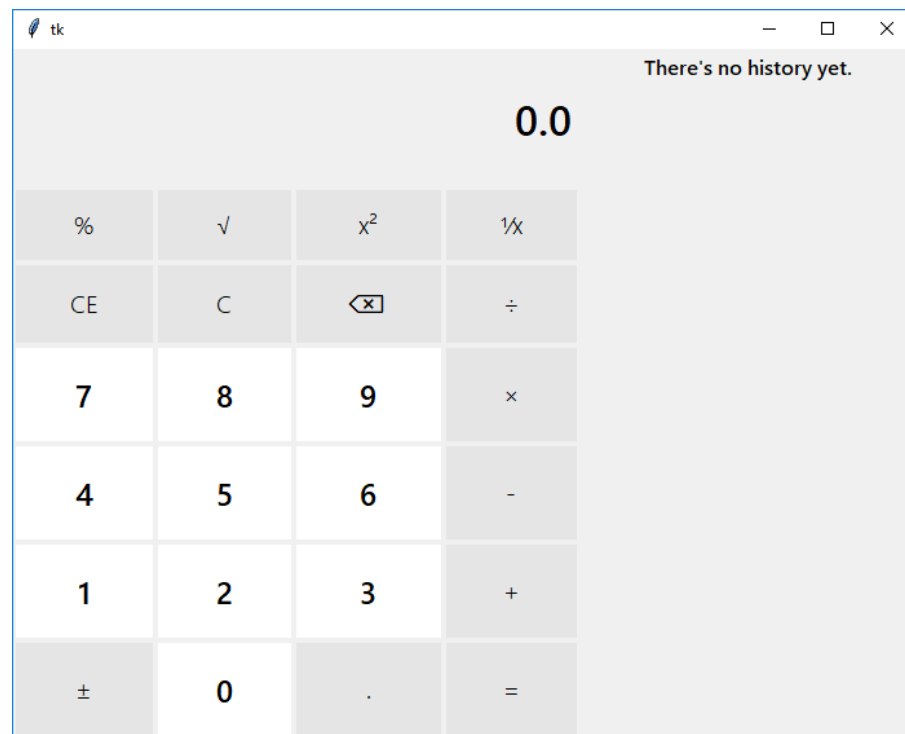 tk
There's no history yet.
0.0
% √ x² ⅟x
CE C ⌫ ÷
7 8 9 ×
4 5 6 -
1 2 3 +
± 0 . =